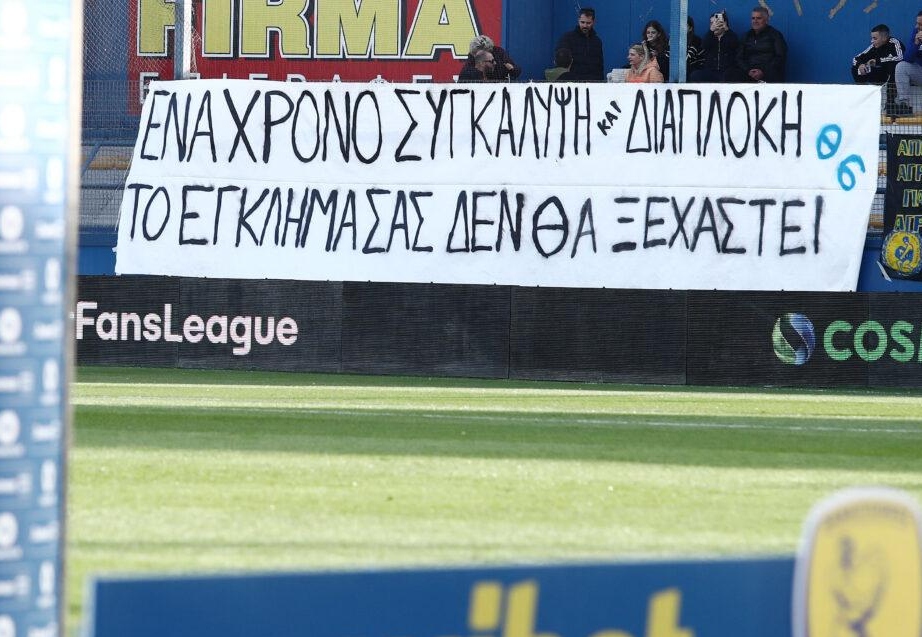 FIRMA
ΕΝΑ ΧΡΟΝΟ ΣΥΓΚΑΛΥΨΗ ΚΑΙ ΔΙΑΠΛΟΚΗ
ΤΟ ΕΓΚΛΗΜΑ ΣΑΣ ΔΕΝ ΘΑ ΞΕΧΑΣΤΕΙ
06
FansLeague
COS